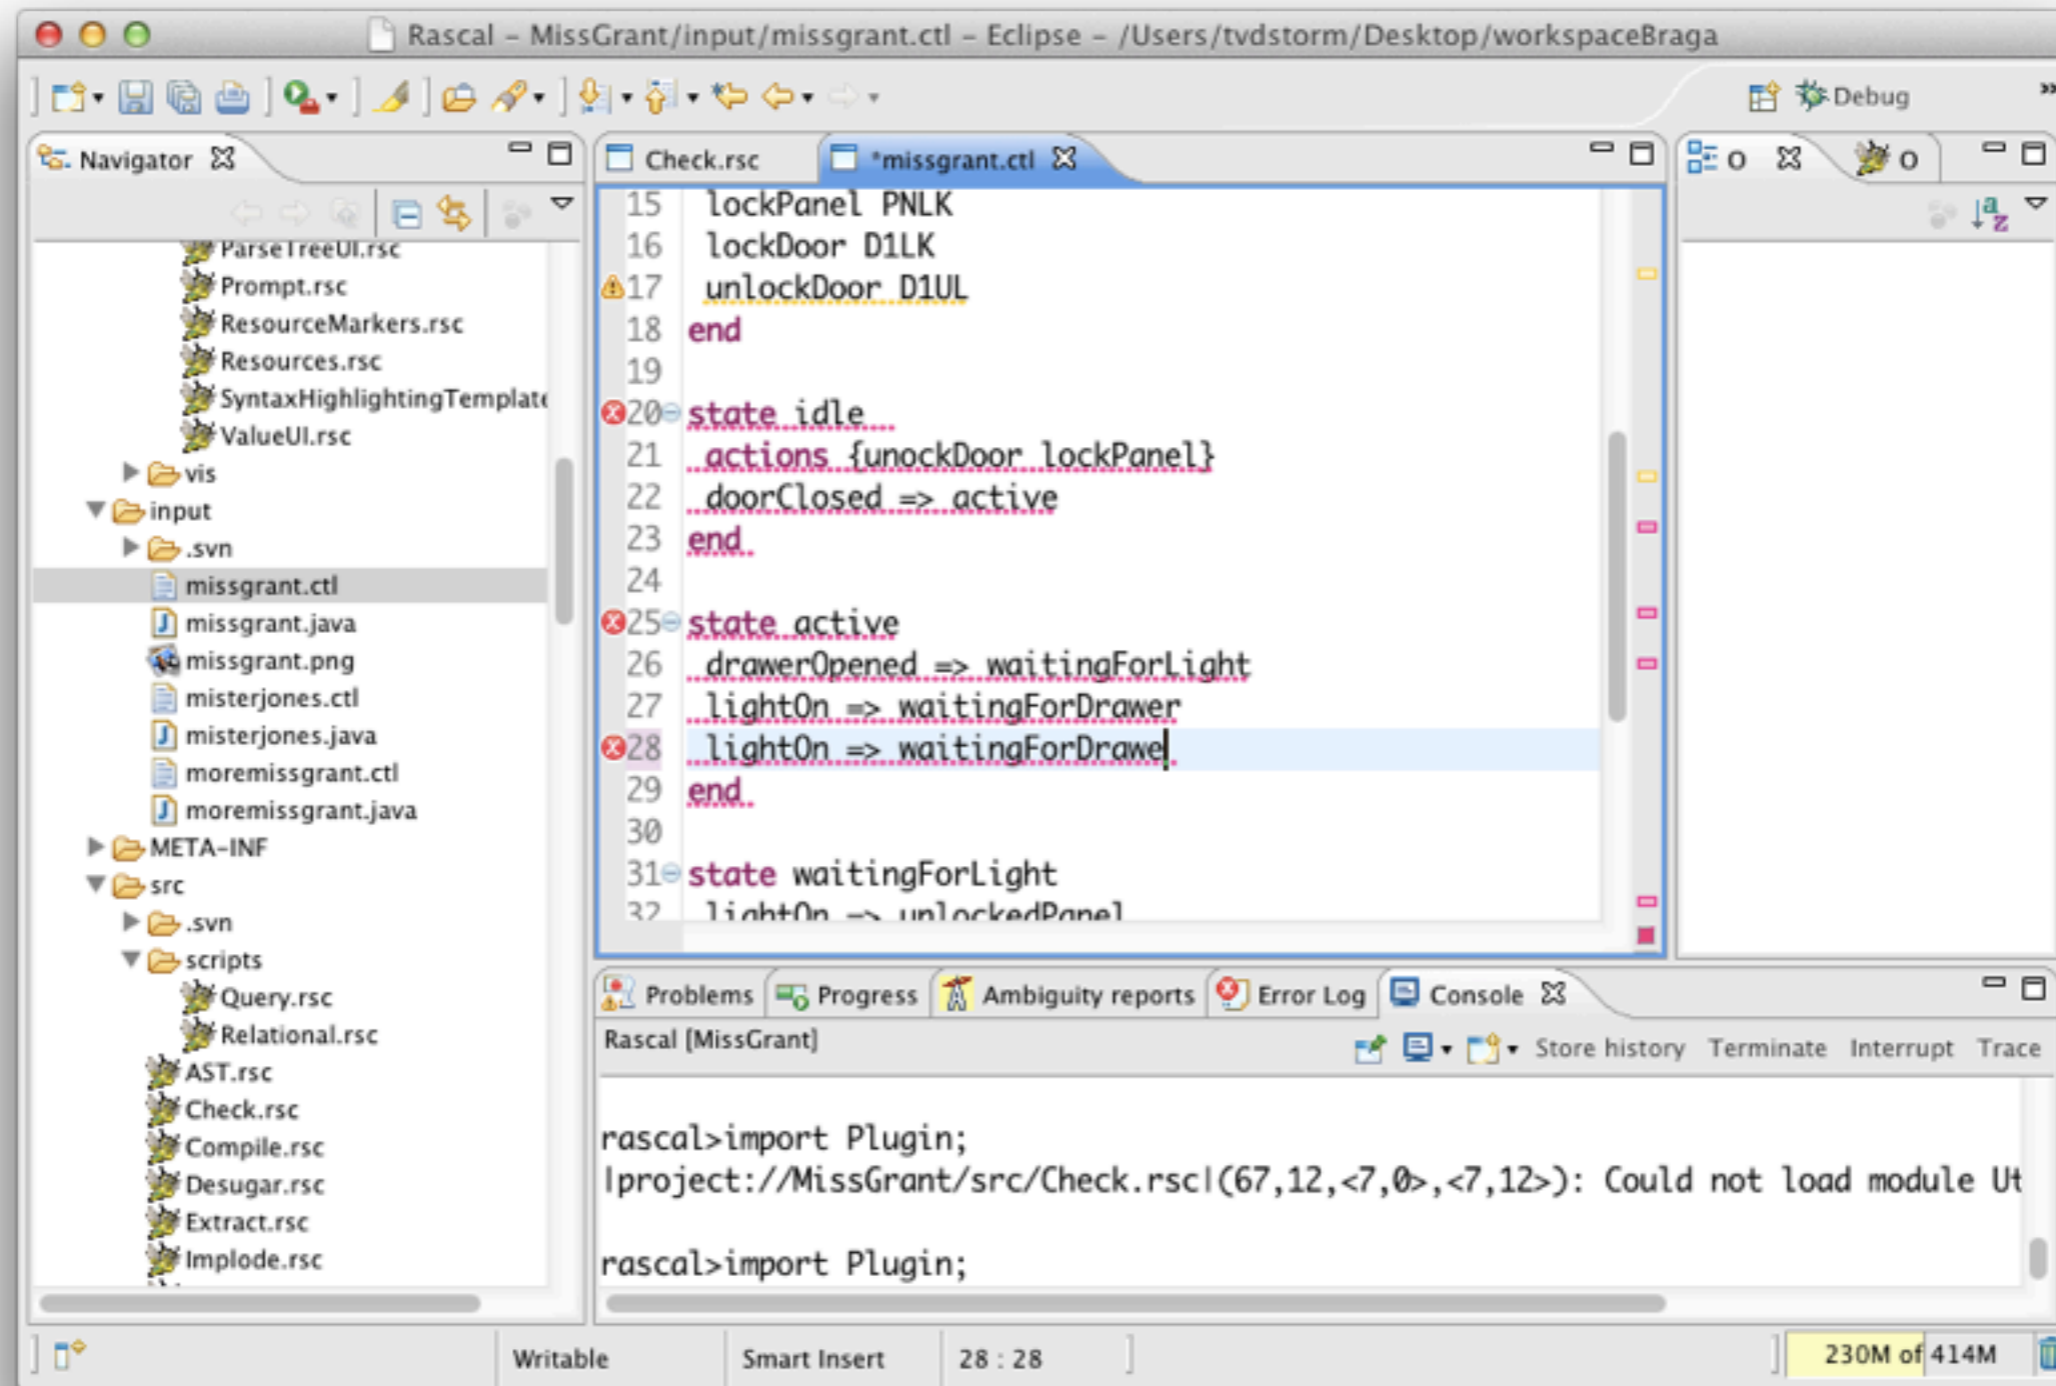 Rascal – MissGrant/input/missgrant.ctl – Eclipse – /Users/tvdstorm/Desktop/workspaceBraga
Debug
»
Navigator
ParseTreeUI.rsc
Prompt.rsc
ResourceMarkers.rsc
Resources.rsc
SyntaxHighlightingTemplate
ValueUI.rsc
vis
input
.svn
missgrant.ctl
missgrant.java
missgrant.png
misterjones.ctl
misterjones.java
moremissgrant.ctl
moremissgrant.java
META-INF
src
.svn
scripts
Query.rsc
Relational.rsc
AST.rsc
Check.rsc
Compile.rsc
Desugar.rsc
Extract.rsc
Implode.rsc
Check.rsc
*missgrant.ctl
15 lockPanel PNLK
16 lockDoor D1LK
17 unlockDoor D1UL
18 end
19
20 state idle
21 actions {unockDoor lockPanel}
22 doorClosed => active
23 end
24
25 state active
26 drawerOpened => waitingForLight
27 lightOn => waitingForDrawer
28 lightOn => waitingForDrawe
29 end
30
31 state waitingForLight
32 lightOn => unlockedPanel
O
O
Problems
Progress
Ambiguity reports
Error Log
Console
Rascal [MissGrant]
Store history Terminate Interrupt Trace
rascal>import Plugin;
|project://MissGrant/src/Check.rsc|(67,12,<7,0>,<7,12>): Could not load module Ut
rascal>import Plugin;
Writable
Smart Insert
28 : 28
230M of 414M